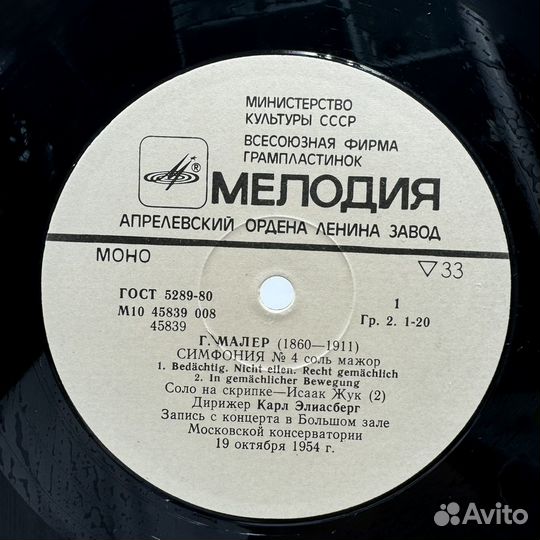 МИНИСТЕРСТВО
КУЛЬТУРЫ СССР
ВСЕСОЮЗНАЯ ФИРМА
ГРАМПЛАСТИНОК
®
МЕЛОДИЯ
АПРЕЛЕВСКИЙ ОРДЕНА ЛЕНИНА ЗАВОД
МОНО
▽33
ГОСТ 5289-80
М10 45839 008
45839
1
Гр. 2. 1-20
Г. МАЛЕР (1860—1911)
СИМФОНИЯ № 4 соль мажор
1. Bedächtig. Nicht eilen. Recht gemächlich
2. In gemächlicher Bewegung
Соло на скрипке—Исаак Жук (2)
Дирижер Карл Элиасберг
Запись с концерта в Большом зале
Московской консерватории
19 октября 1954 г.
Avito